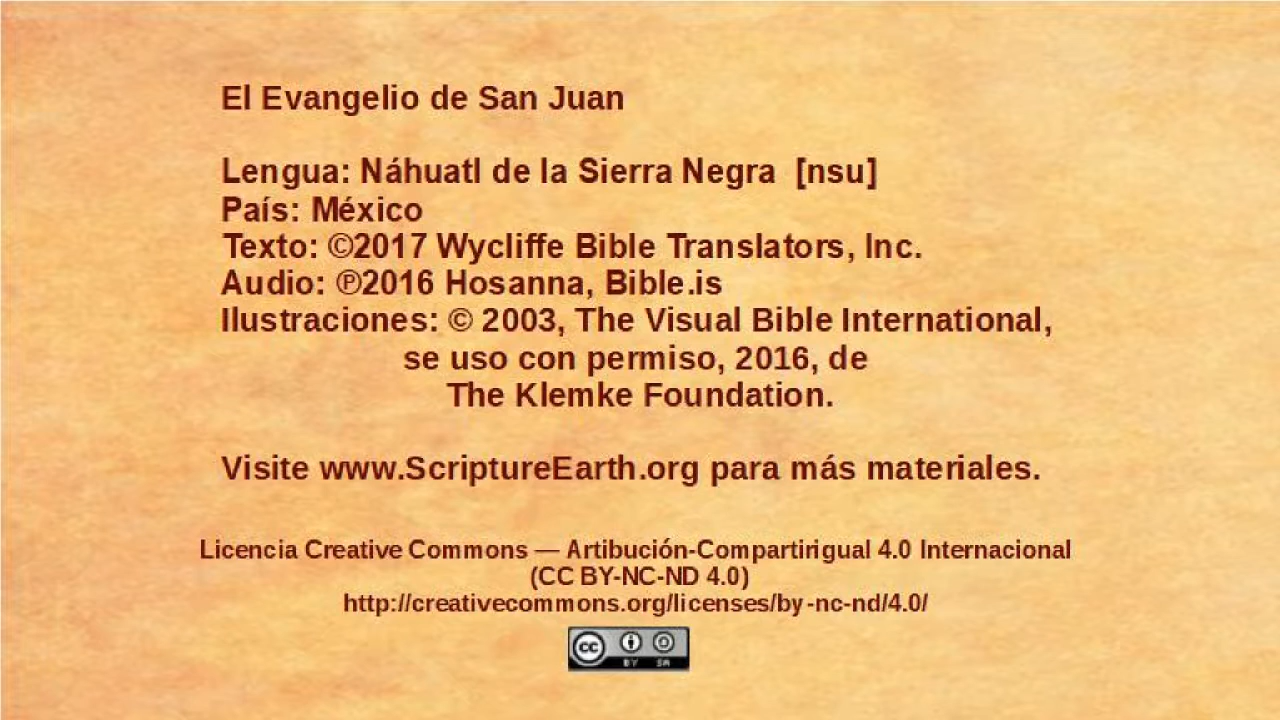 El Evangelio de San Juan
Lengua: Náhuatl de la Sierra Negra [nsu]
País: México
Texto: ©2017 Wycliffe Bible Translators, Inc.
Audio: ℗2016 Hosanna, Bible.is
Ilustraciones: © 2003, The Visual Bible International,
se uso con permiso, 2016, de
The Klemke Foundation.
Visite www.ScriptureEarth.org para más materiales.
Licencia Creative Commons — Artibución-Compartirigual 4.0 Internacional
(CC BY-NC-ND 4.0)
http://creativecommons.org/licenses/by-nc-nd/4.0/
cc
BY SA